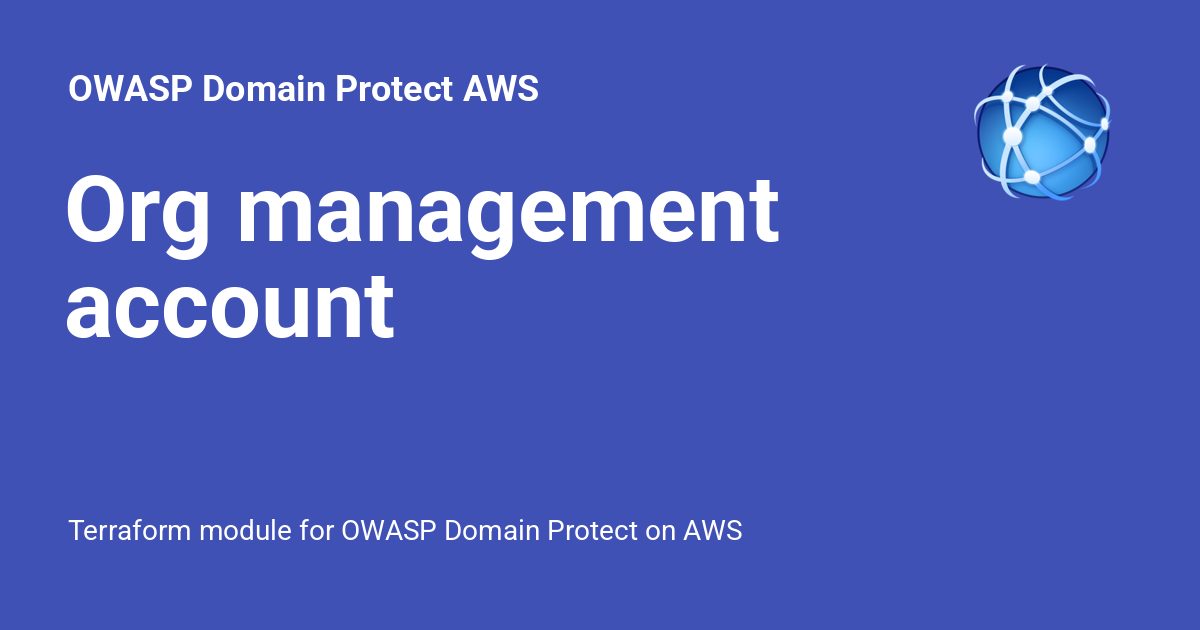 OWASP Domain Protect AWS
Org management
account
Terraform module for OWASP Domain Protect on AWS